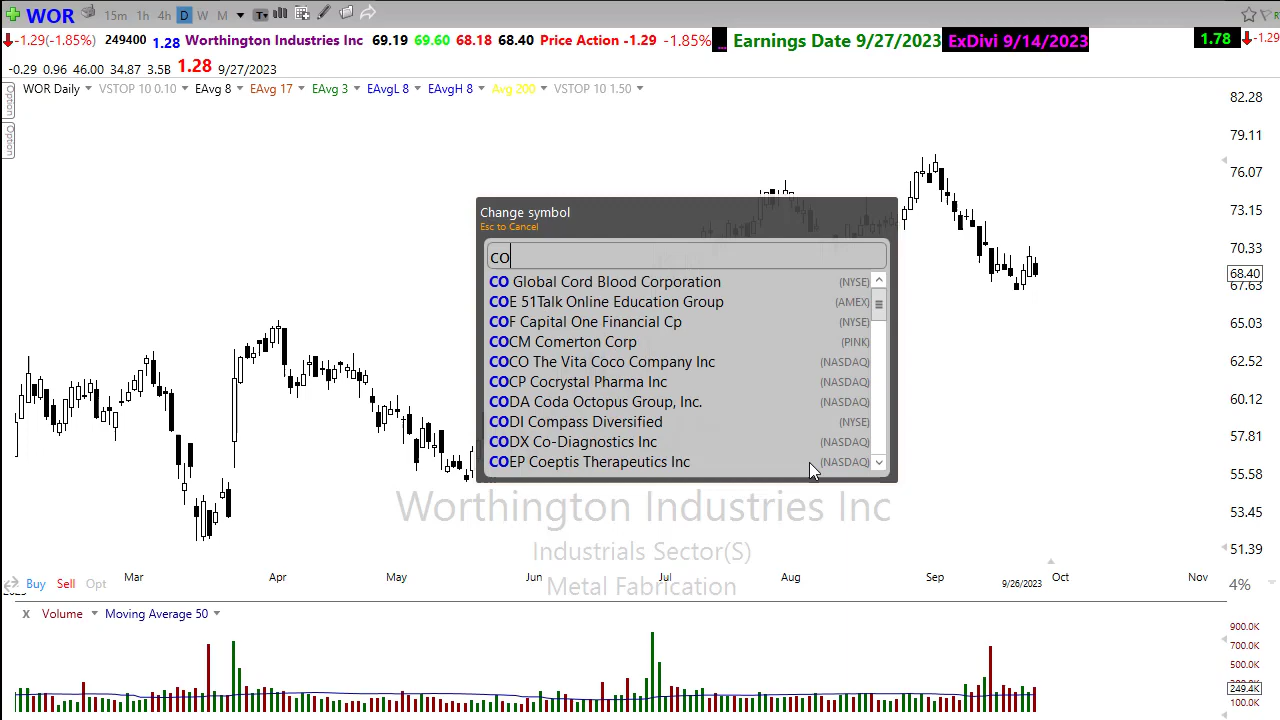 WOR 15m 1h 4h D W M
-1.29(-1.85%) 249400 1.28 Worthington Industries Inc 69.19 69.60 68.18 68.40 Price Action -1.29 -1.85% ... Earnings Date 9/27/2023 ExDivi 9/14/2023 1.78 -1.29
-0.29 0.96 46.00 34.87 3.5B 1.28 9/27/2023
WOR Daily VSTOP 10 0.10 EAvg 8 EAvg 17 EAvg 3 EAvgL 8 EAvgH 8 Avg 200 VSTOP 10 1.50
Option
Option
82.28
79.11
76.07
73.15
70.33
68.40
67.63
65.03
62.52
60.12
57.81
55.58
53.45
51.39
Change symbol
Esc to Cancel
CO
CO Global Cord Blood Corporation (NYSE)
COE 51Talk Online Education Group (AMEX)
COF Capital One Financial Cp (NYSE)
COCM Comerton Corp (PINK)
COCO The Vita Coco Company Inc (NASDAQ)
COCP Cocrystal Pharma Inc (NASDAQ)
CODA Coda Octopus Group, Inc. (NASDAQ)
CODI Compass Diversified (NYSE)
CODX Co-Diagnostics Inc (NASDAQ)
COEP Coeptis Therapeutics Inc (NASDAQ)
Worthington Industries Inc
Industrials Sector(S)
Metal Fabrication
Buy Sell Opt
Mar Apr May Jun Jul Aug Sep 9/26/2023 Oct Nov 4%
X Volume Moving Average 50
900.0K
700.0K
500.0K
249.4K
100.0K